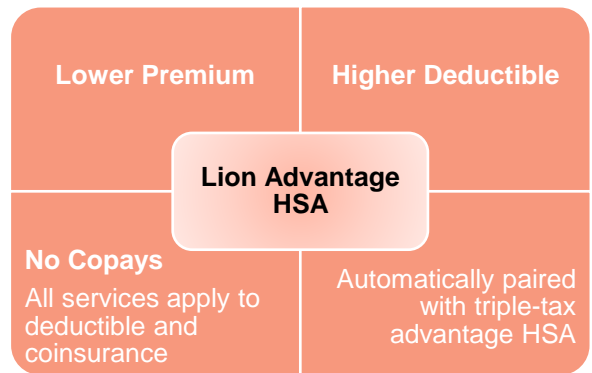 Lower Premium
Higher Deductible
Lion Advantage
HSA
No Copays
All services apply to
deductible and
coinsurance
Automatically paired
with triple-tax
advantage HSA